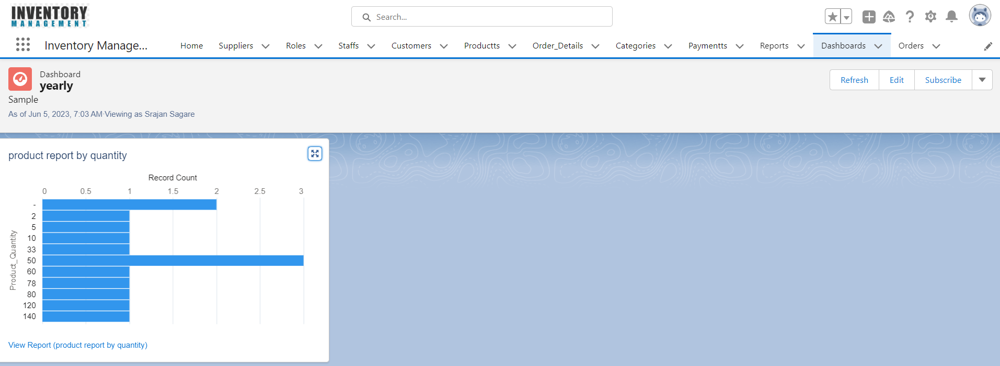 INVENTORY
MANAGEMENT
Search...
Inventory Manage...
Home
Suppliers
Roles
Staffs
Customers
Productts
Order_Details
Categories
Paymentts
Reports
Dashboards
Orders
Dashboard
yearly
Sample
As of Jun 5, 2023, 7:03 AM·Viewing as Srajan Sagare
Refresh
Edit
Subscribe
product report by quantity
Record Count
0 0.5 1 1.5 2 2.5 3
Product_Quantity
-
2
5
10
33
50
60
78
80
120
140
View Report (product report by quantity)